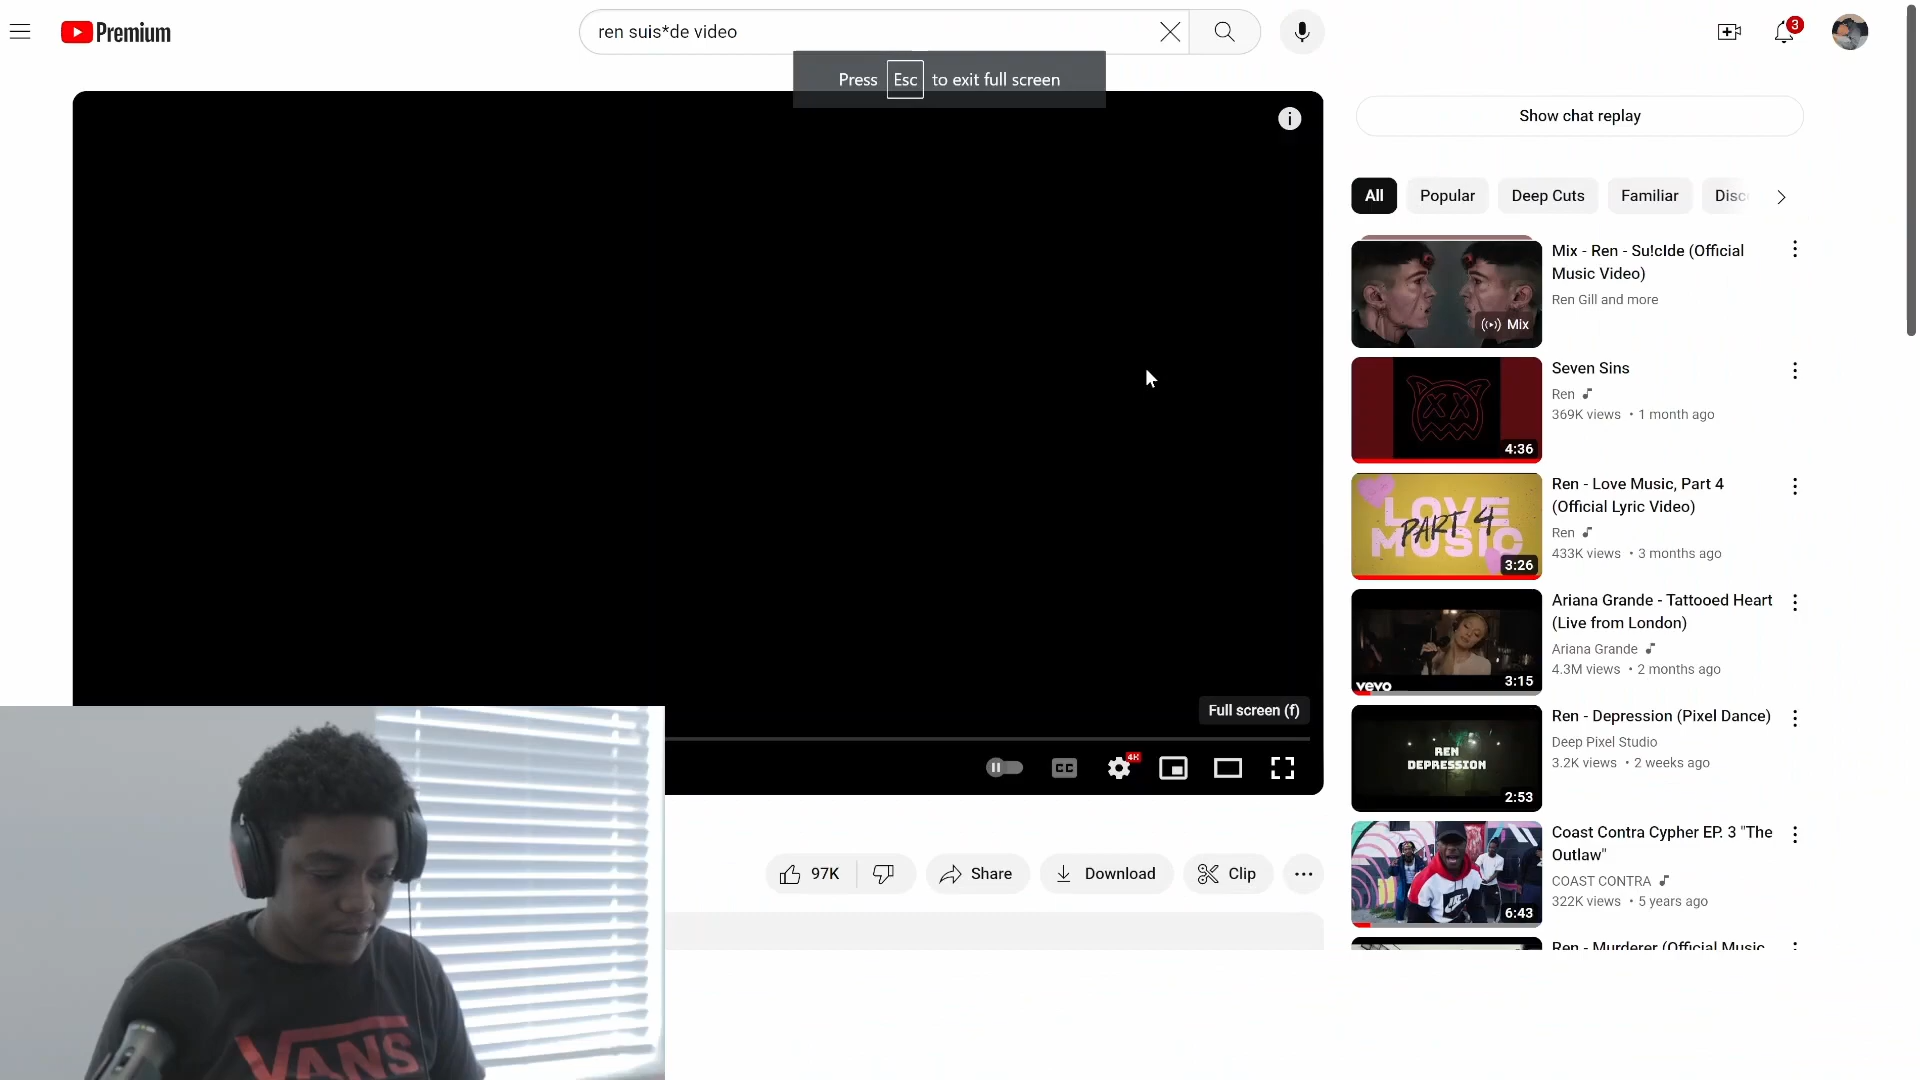 Premium
ren suis*de video
3
Press Esc to exit full screen
i
Show chat replay
All Popular Deep Cuts Familiar Disc
Mix - Ren - Su!cIde (Official
Music Video)
Ren Gill and more
Mix
Seven Sins
Ren
369K views • 1 month ago
4:36
LOVE
PART 4
MUSIC
3:26
Ren - Love Music, Part 4
(Official Lyric Video)
Ren
433K views • 3 months ago
Ariana Grande - Tattooed Heart
(Live from London)
Ariana Grande
4.3M views • 2 months ago
vevo
3:15
Full screen (f)
CC
4K
REN
DEPRESSION
2:53
Ren - Depression (Pixel Dance)
Deep Pixel Studio
3.2K views • 2 weeks ago
97K
Share
Download
Clip
Coast Contra Cypher EP. 3 "The
Outlaw"
COAST CONTRA
322K views • 5 years ago
6:43
Ren - Murderer (Official Music
VANS